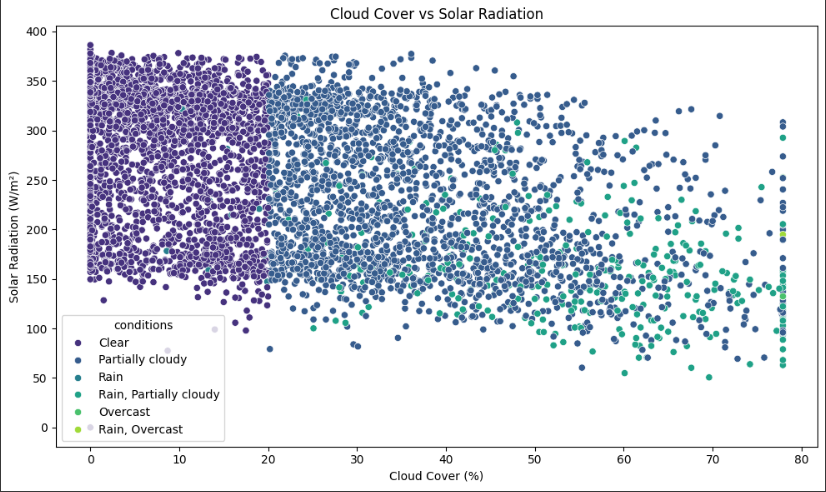 Cloud Cover vs Solar Radiation
400
350
300
250
200
150
100
50
0
Solar Radiation (W/m²)
conditions
Clear
Partially cloudy
Rain
Rain, Partially cloudy
Overcast
Rain, Overcast
0 10 20 30 40 50 60 70 80
Cloud Cover (%)